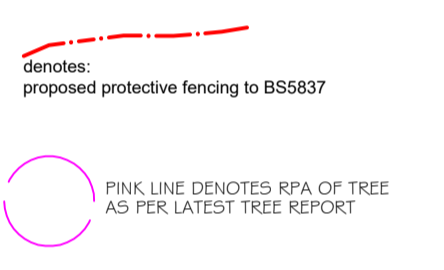 denotes:
proposed protective fencing to BS5837
PINK LINE DENOTES RPA OF TREE
AS PER LATEST TREE REPORT